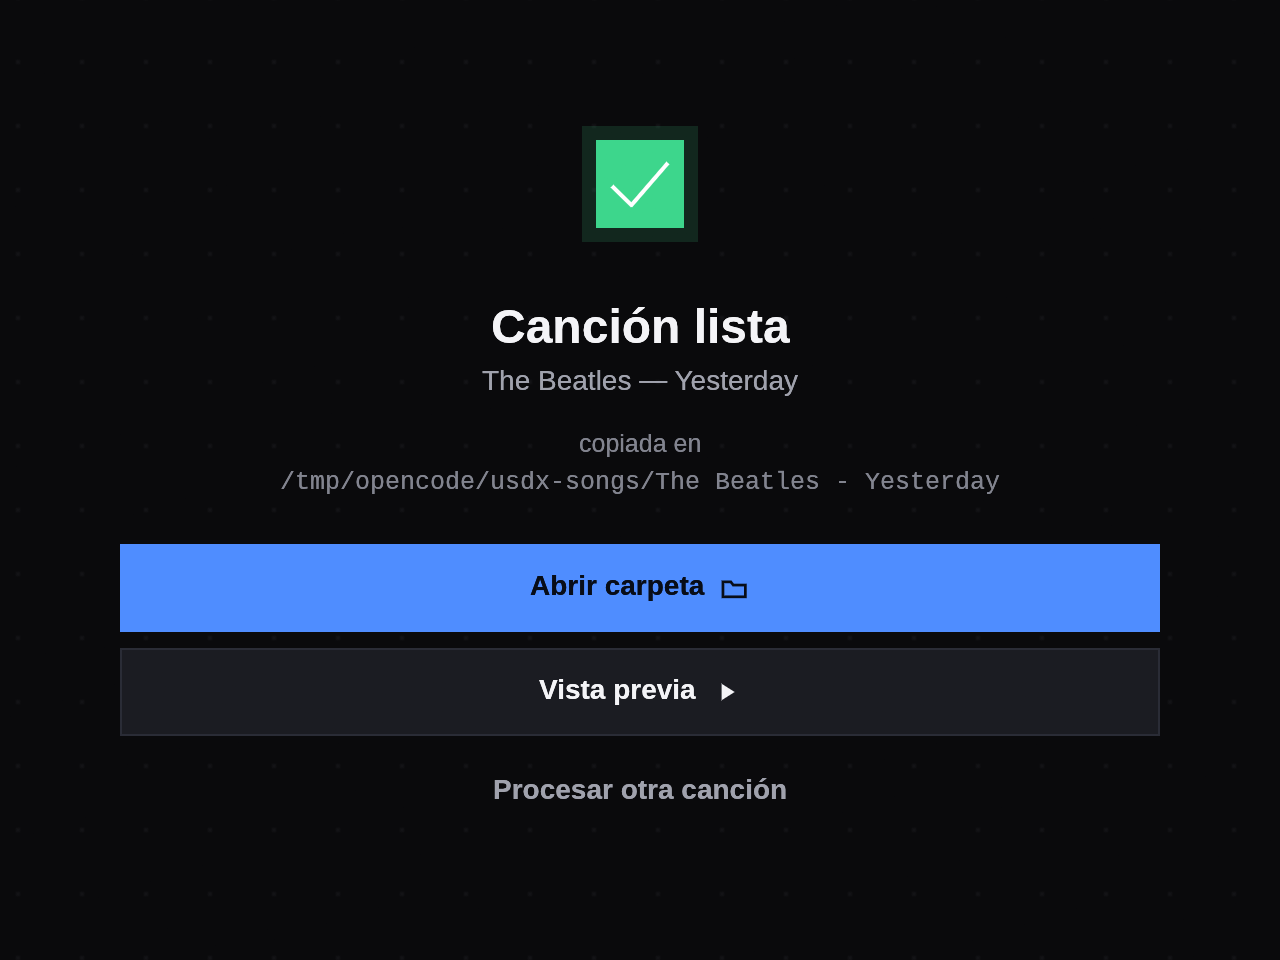 Canción lista
The Beatles — Yesterday
copiada en
/tmp/opencode/usdx-songs/The Beatles - Yesterday
Abrir carpeta
Vista previa
Procesar otra canción